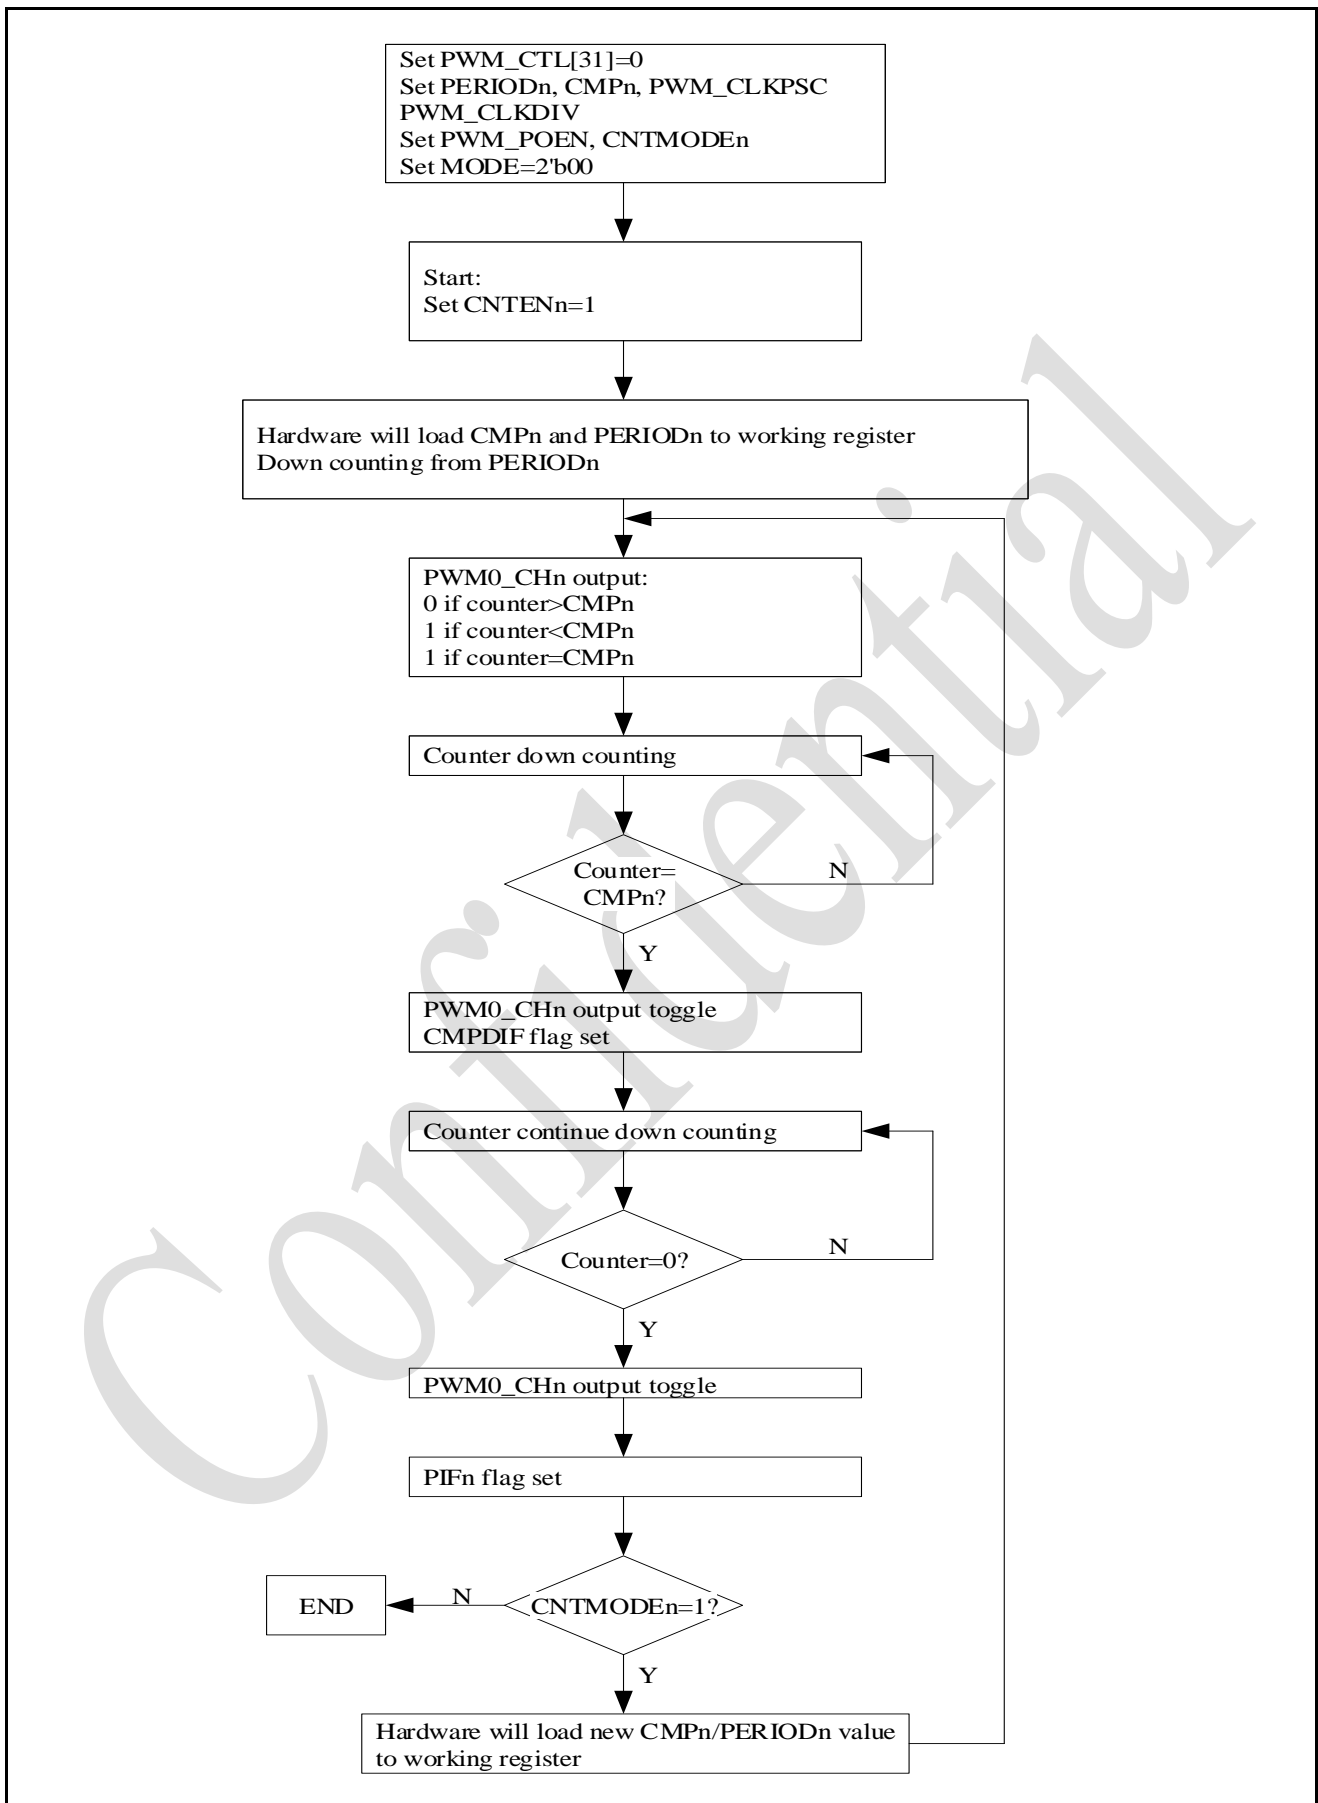 Set PWM_CTL[31]=0
Set PERIODn, CMPn, PWM_CLKPSC
PWM_CLKDIV
Set PWM_POEN, CNTMODEn
Set MODE=2'b00
Start:
Set CNTENn=1
Hardware will load CMPn and PERIODn to working register
Down counting from PERIODn
PWM0_CHn output:
0 if counter>CMPn
1 if counter<CMPn
1 if counter=CMPn
Counter down counting
Counter=
CMPn?
N
Y
PWM0_CHn output toggle
CMPDIF flag set
Counter continue down counting
Counter=0?
N
Y
PWM0_CHn output toggle
PIFn flag set
CNTMODEn=1?
N
END
Y
Hardware will load new CMPn/PERIODn value
to working register
Confidential